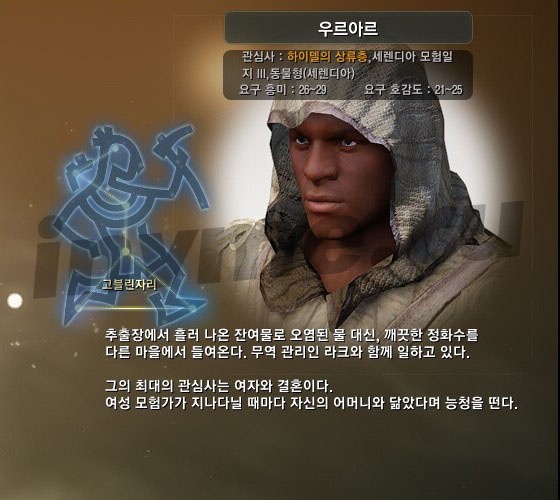 우르아르
관심사 : 하이델의 상류층,세렌디아 모험일
지 III,동물형(세렌디아)
요구 흥미 : 26~29 요구 호감도 : 21~25
고블린자리
추출장에서 흘러 나온 잔여물로 오염된 물 대신, 깨끗한 정화수를
다른 마을에서 들여온다. 무역 관리인 라크와 함께 일하고 있다.
그의 최대의 관심사는 여자와 결혼이다.
여성 모험가가 지나다닐 때마다 자신의 어머니와 닮았다며 능청을 떤다.